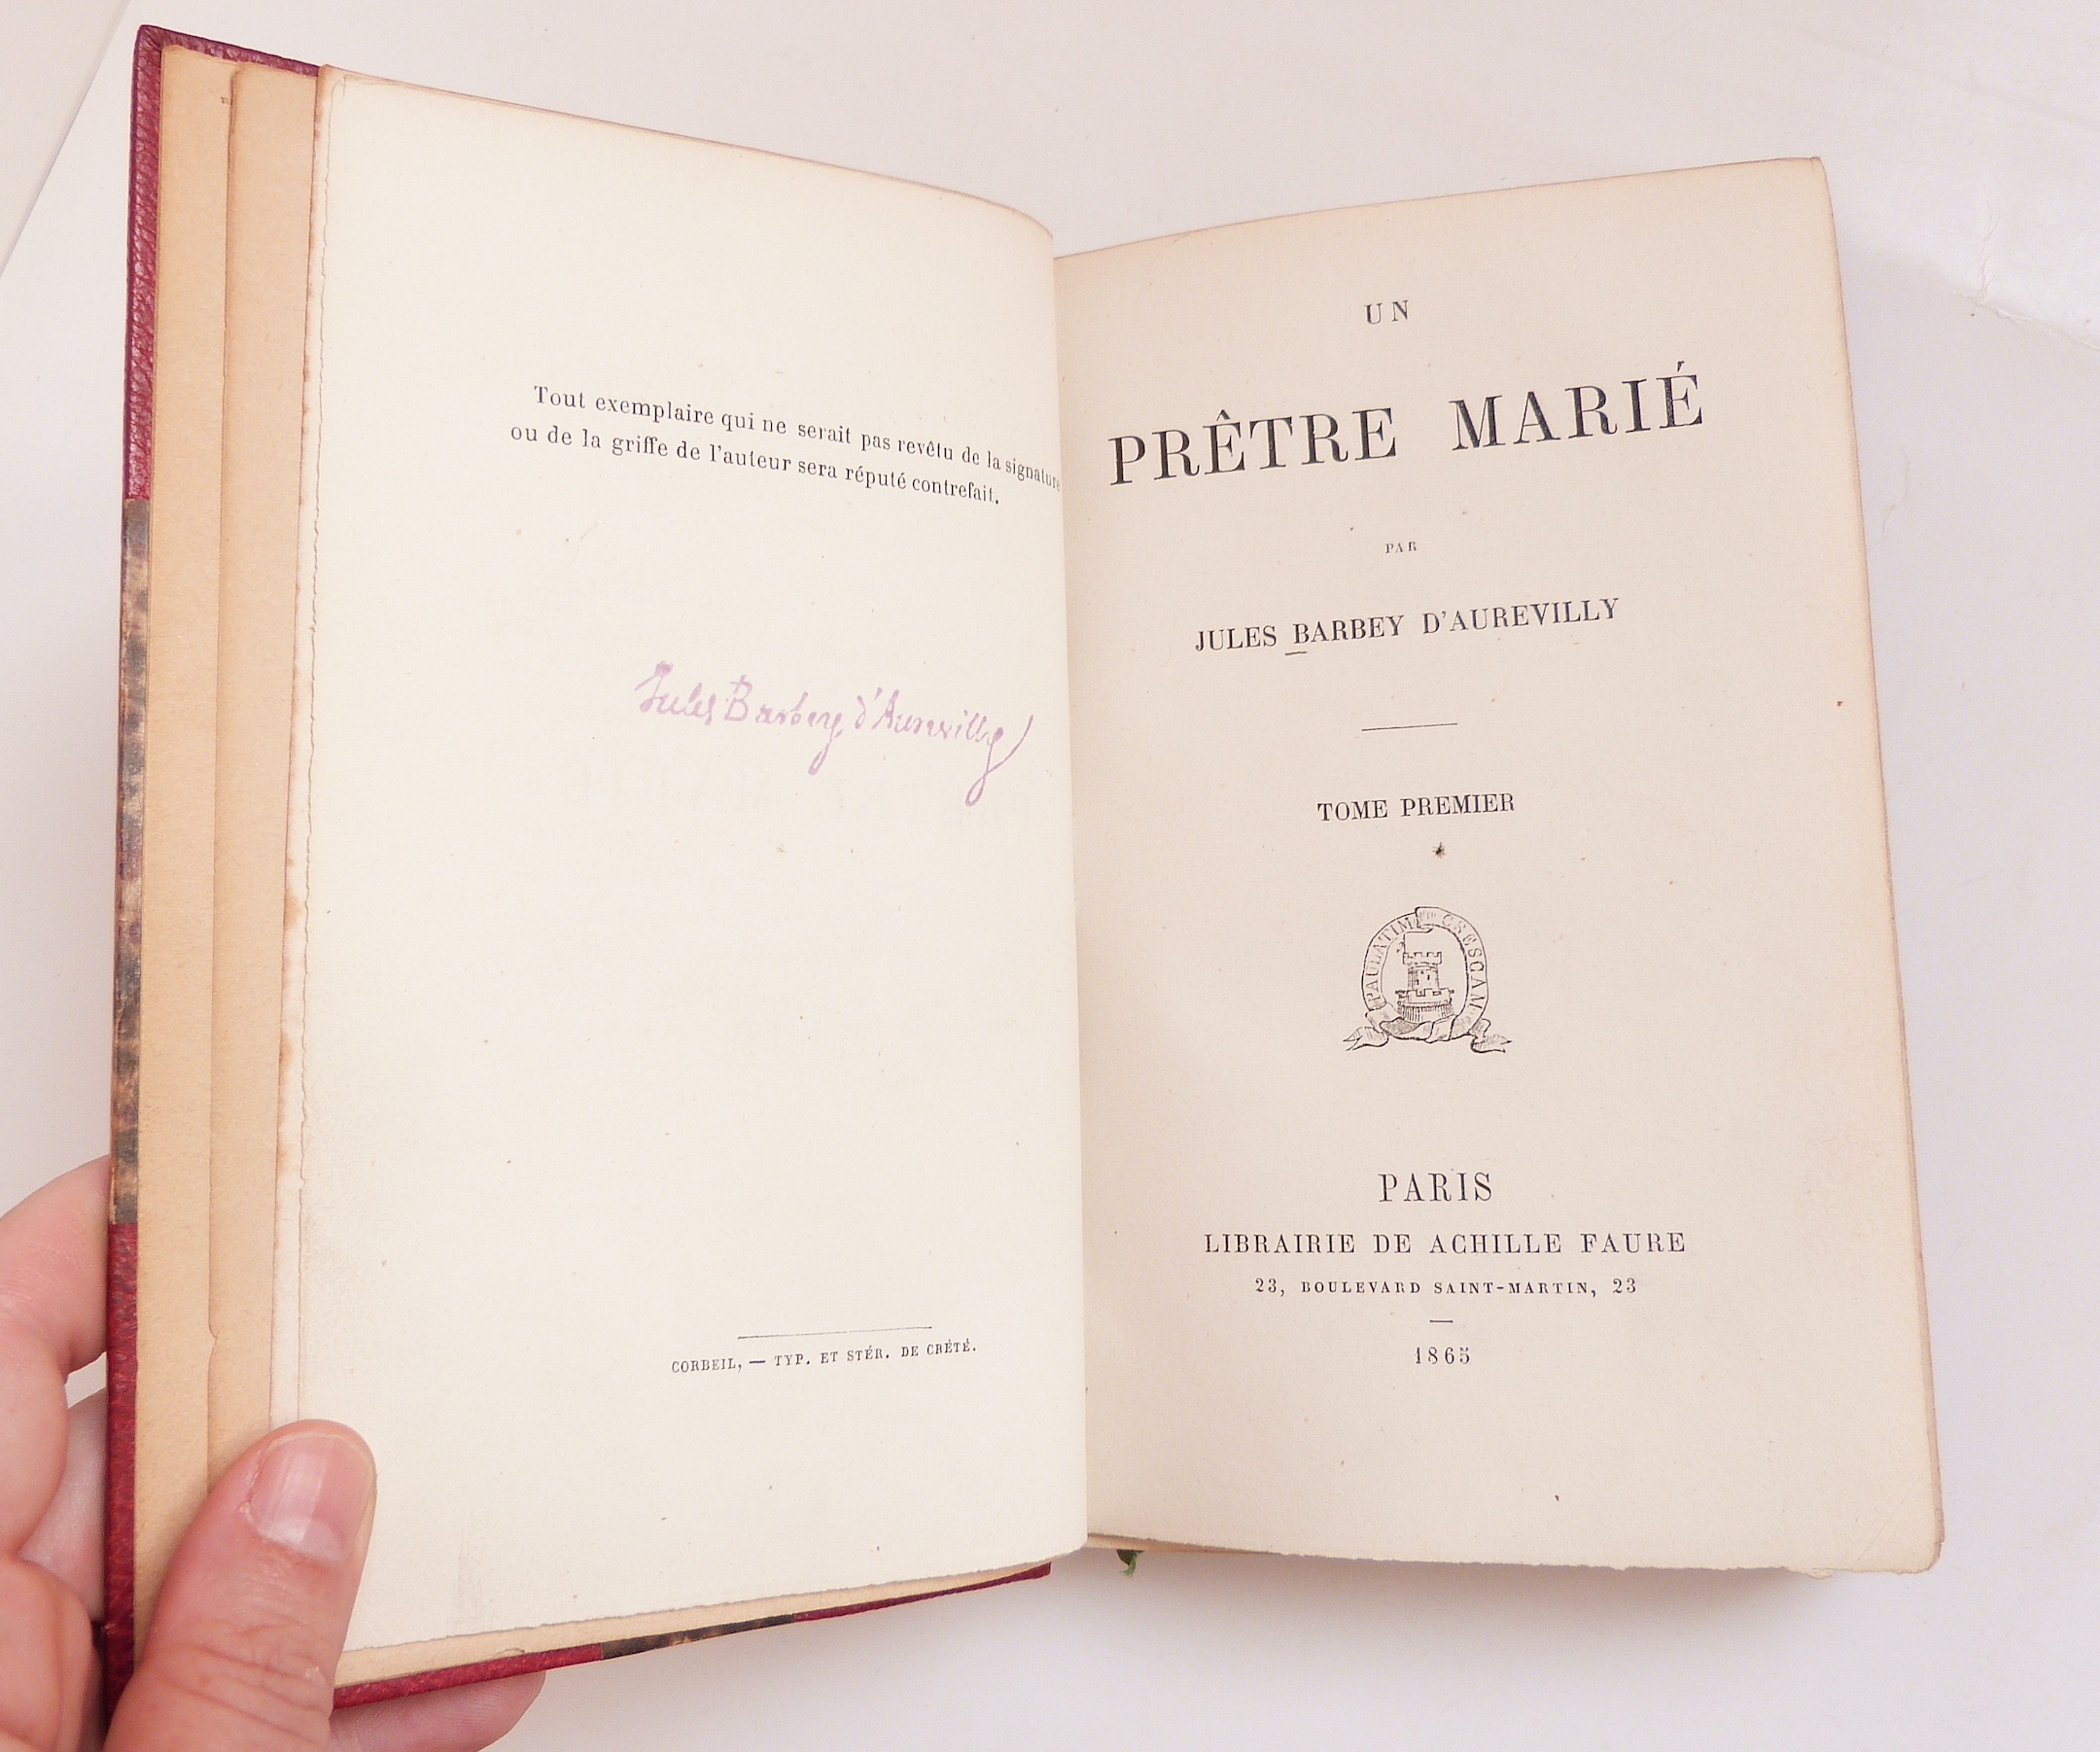 Tout exemplaire qui ne serait pas revêtu de la signature
ou de la griffe de l'auteur sera réputé contrefait.
Jules Barbey d'Aurevilly
CORBEIL, — TYP. ET STÉR. DE CRÉTÉ.
UN
PRÊTRE MARIÉ
PAR
JULES BARBEY D'AUREVILLY
TOME PREMIER
PAULATIM CRESCAM
PARIS
LIBRAIRIE DE ACHILLE FAURE
23, BOULEVARD SAINT-MARTIN, 23
1865